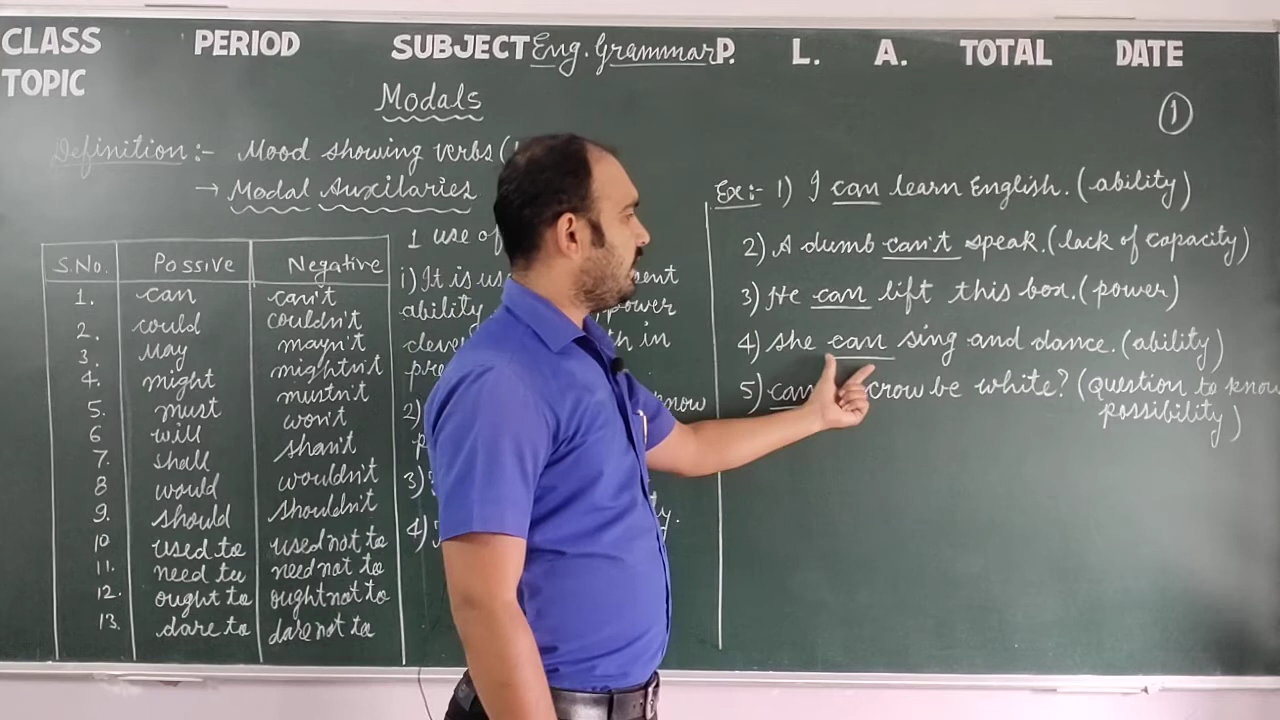 CLASS PERIOD SUBJECT Eng. Grammar P. L. A. TOTAL DATE
TOPIC
Modals
1
Definition :- Mood showing verbs (
→ Modal Auxilaries
S.No. Possive Negative
1. can can't
2. could couldn't
3. May mayn't
4. might mightn't
5. must mustn't
6 will won't
7. shall shan't
8 would wouldn't
9. should shouldn't
10 used to used not to
11. need to need not to
12. ought to ought not to
13. dare to dare not to
1 use of
i) It is
ability power
in
2) know
3)
4)
Ex:- 1) I can learn English. (ability)
2) A dumb can't speak. (lack of capacity)
3) He can lift this box. (power)
4) she can sing and dance. (ability)
5) can crow be white? (question to know
possibility)